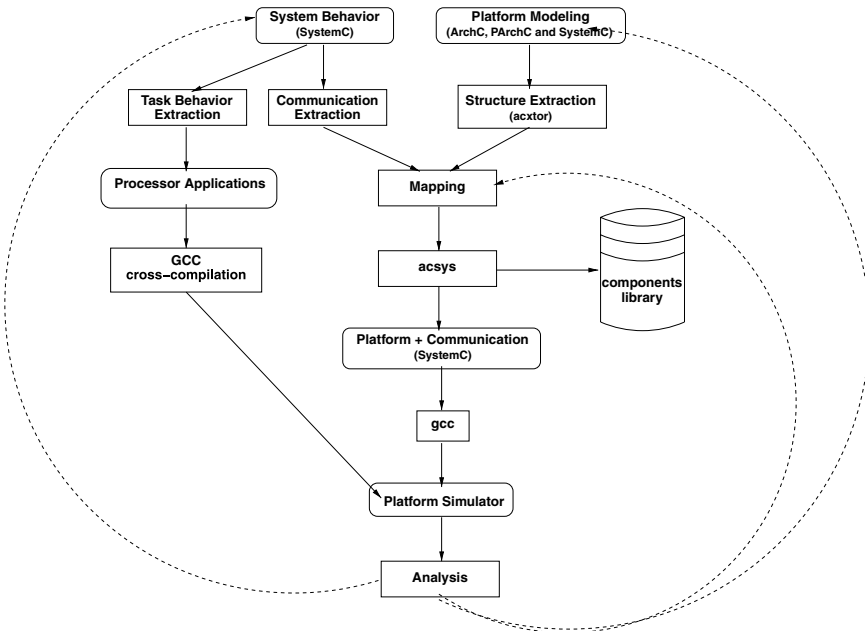 System Behavior
(SystemC)
Platform Modeling
(ArchC, PArchC and SystemC)
Task Behavior
Extraction
Communication
Extraction
Structure Extraction
(acxtor)
Processor Applications
Mapping
GCC
cross−compilation
acsys
components
library
Platform + Communication
(SystemC)
gcc
Platform Simulator
Analysis